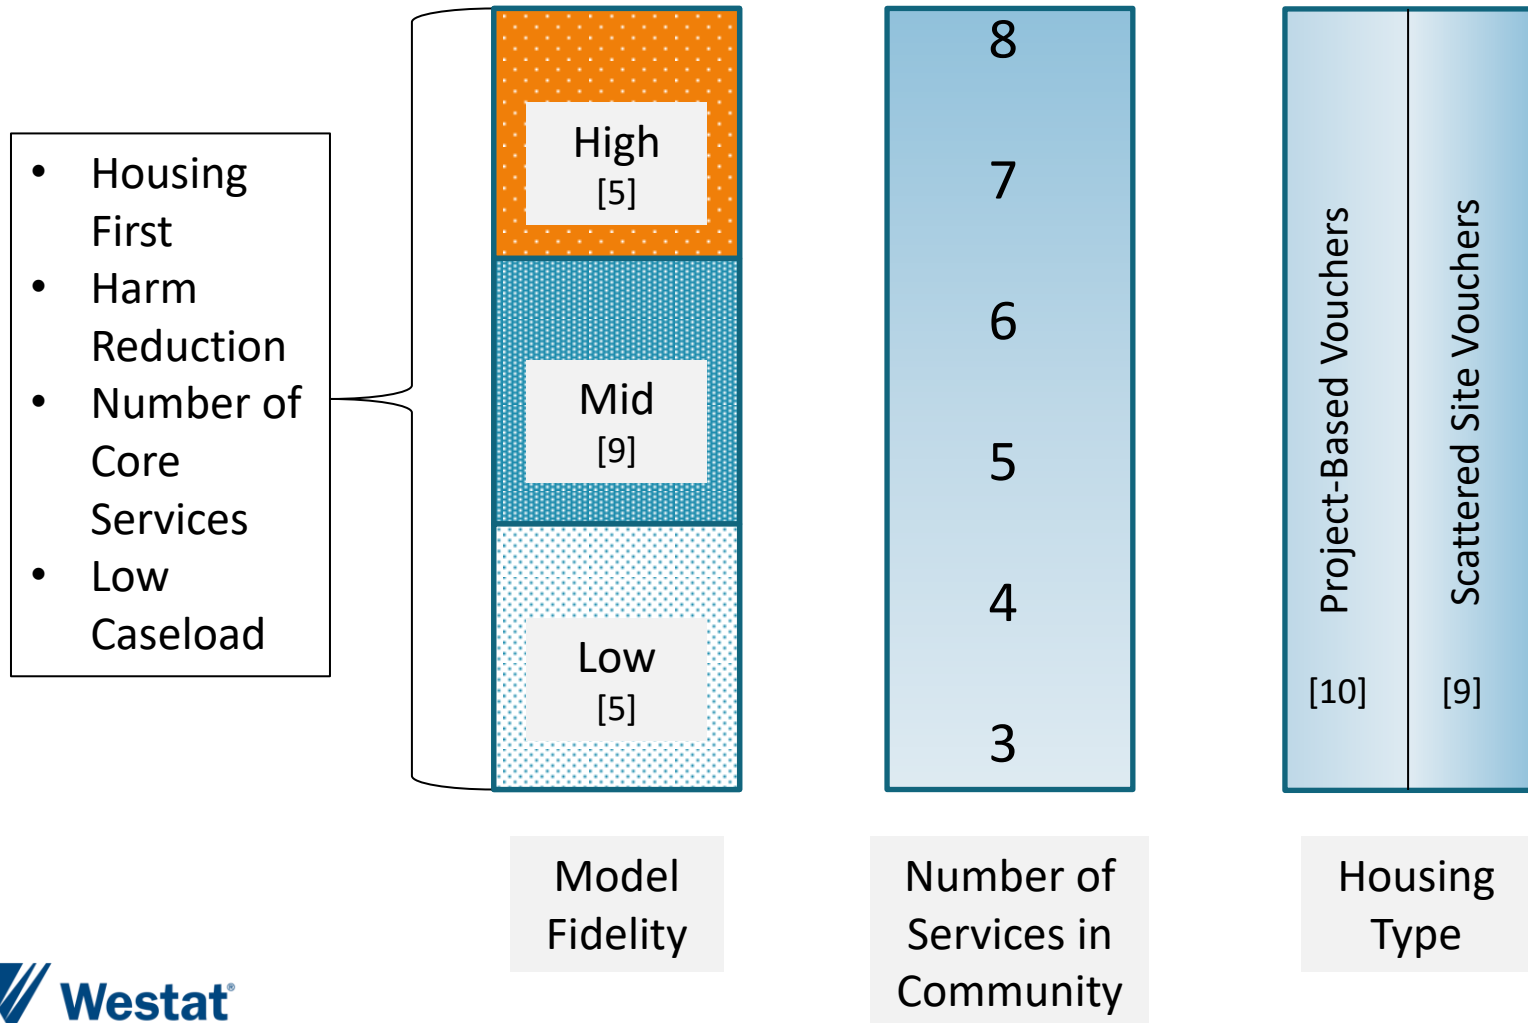 • Housing
First
• Harm
Reduction
• Number of
Core
Services
• Low
Caseload
High
[5]
Mid
[9]
Low
[5]
Model
Fidelity
8
7
6
5
4
3
Number of
Services in
Community
Project-Based Vouchers
[10]
Scattered Site Vouchers
[9]
Housing
Type
Westat®